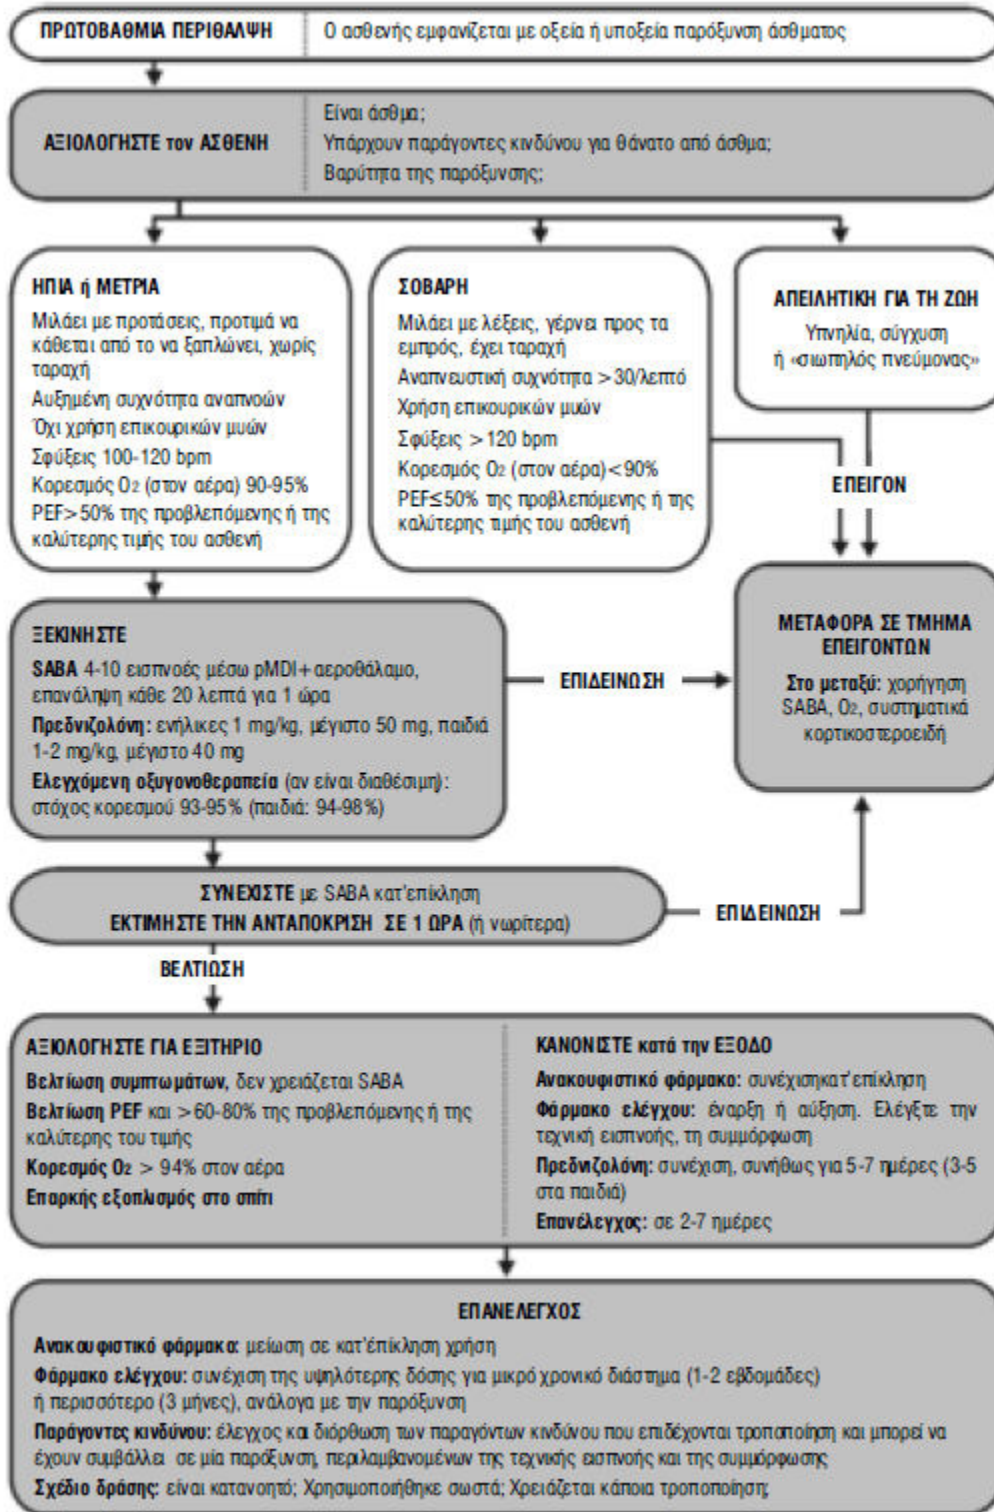 ΠΡΩΤΟΒΑΘΜΙΑ ΠΕΡΙΘΑΛΨΗ
Ο ασθενής εμφανίζεται με οξεία ή υποξεία παρόξυνση άσθματος
ΑΞΙΟΛΟΓΗΣΤΕ τον ΑΣΘΕΝΗ
Είναι άσθμα;
Υπάρχουν παράγοντες κινδύνου για θάνατο από άσθμα;
Βαρύτητα της παρόξυνσης;
ΗΠΙΑ ή ΜΕΤΡΙΑ
Μιλάει με προτάσεις, προτιμά να
κάθεται από το να ξαπλώνει, χωρίς
ταραχή
Αυξημένη συχνότητα αναπνοών
Όχι χρήση επικουρικών μυών
Σφύξεις 100-120 bpm
Κορεσμός O₂ (στον αέρα) 90-95%
PEF>50% της προβλεπόμενης ή της
καλύτερης τιμής του ασθενή
ΣΟΒΑΡΗ
Μιλάει με λέξεις, γέρνει προς τα
εμπρός, έχει ταραχή
Αναπνευστική συχνότητα >30/λεπτό
Χρήση επικουρικών μυών
Σφύξεις >120 bpm
Κορεσμός O₂ (στον αέρα)<90%
PEF≤50% της προβλεπόμενης ή της
καλύτερης τιμής του ασθενή
ΑΠΕΙΛΗΤΙΚΗ ΓΙΑ ΤΗ ΖΩΗ
Υπνηλία, σύγχυση
ή «σιωπηλός πνεύμονας»
ΕΠΕΙΓΟΝ
ΞΕΚΙΝΗΣΤΕ
SABA 4-10 εισπνοές μέσω pMDI+αεροθάλαμο,
επανάληψη κάθε 20 λεπτά για 1 ώρα
Πρεδνιζολόνη: ενήλικες 1 mg/kg, μέγιστο 50 mg, παιδιά
1-2 mg/kg, μέγιστο 40 mg
Ελεγχόμενη οξυγονοθεραπεία (αν είναι διαθέσιμη):
στόχος κορεσμού 93-95% (παιδιά: 94-98%)
ΕΠΙΔΕΙΝΩΣΗ
ΜΕΤΑΦΟΡΑ ΣΕ ΤΜΗΜΑ
ΕΠΕΙΓΟΝΤΩΝ
Στο μεταξύ: χορήγηση
SABA, O₂, συστηματικά
κορτικοστεροειδή
ΣΥΝΕΧΙΣΤΕ με SABA κατ'επίκληση
ΕΚΤΙΜΗΣΤΕ ΤΗΝ ΑΝΤΑΠΟΚΡΙΣΗ ΣΕ 1 ΩΡΑ (ή νωρίτερα)
ΕΠΙΔΕΙΝΩΣΗ
ΒΕΛΤΙΩΣΗ
ΑΞΙΟΛΟΓΗΣΤΕ ΓΙΑ ΕΞΙΤΗΡΙΟ
Βελτίωση συμπτωμάτων, δεν χρειάζεται SABA
Βελτίωση PEF και >60-80% της προβλεπόμενης ή της
καλύτερης του τιμής
Κορεσμός O₂ > 94% στον αέρα
Επαρκής εξοπλισμός στο σπίτι
ΚΑΝΟΝΙΣΤΕ κατά την ΕΞΟΔΟ
Ανακουφιστικό φάρμακο: συνέχισηκατ'επίκληση
Φάρμακο ελέγχου: έναρξη ή αύξηση. Ελέγξτε την
τεχνική εισπνοής, τη συμμόρφωση
Πρεδνιζολόνη: συνέχιση, συνήθως για 5-7 ημέρες (3-5
στα παιδιά)
Επανέλεγχος: σε 2-7 ημέρες
ΕΠΑΝΕΛΕΓΧΟΣ
Ανακουφιστικό φάρμακο: μείωση σε κατ'έπίκληση χρήση
Φάρμακο ελέγχου: συνέχιση της υψηλότερης δόσης για μικρό χρονικό διάστημα (1-2 εβδομάδες)
ή περισσότερο (3 μήνες), ανάλογα με την παρόξυνση
Παράγοντες κινδύνου: έλεγχος και διόρθωση των παραγόντων κινδύνου που επιδέχονται τροποποίηση και μπορεί να
έχουν συμβάλλει σε μία παρόξυνση, περιλαμβανομένων της τεχνικής εισπνοής και της συμμόρφωσης
Σχέδιο δράσης: είναι κατανοητό; Χρησιμοποιήθηκε σωστά; Χρειάζεται κάποια τροποποίηση;